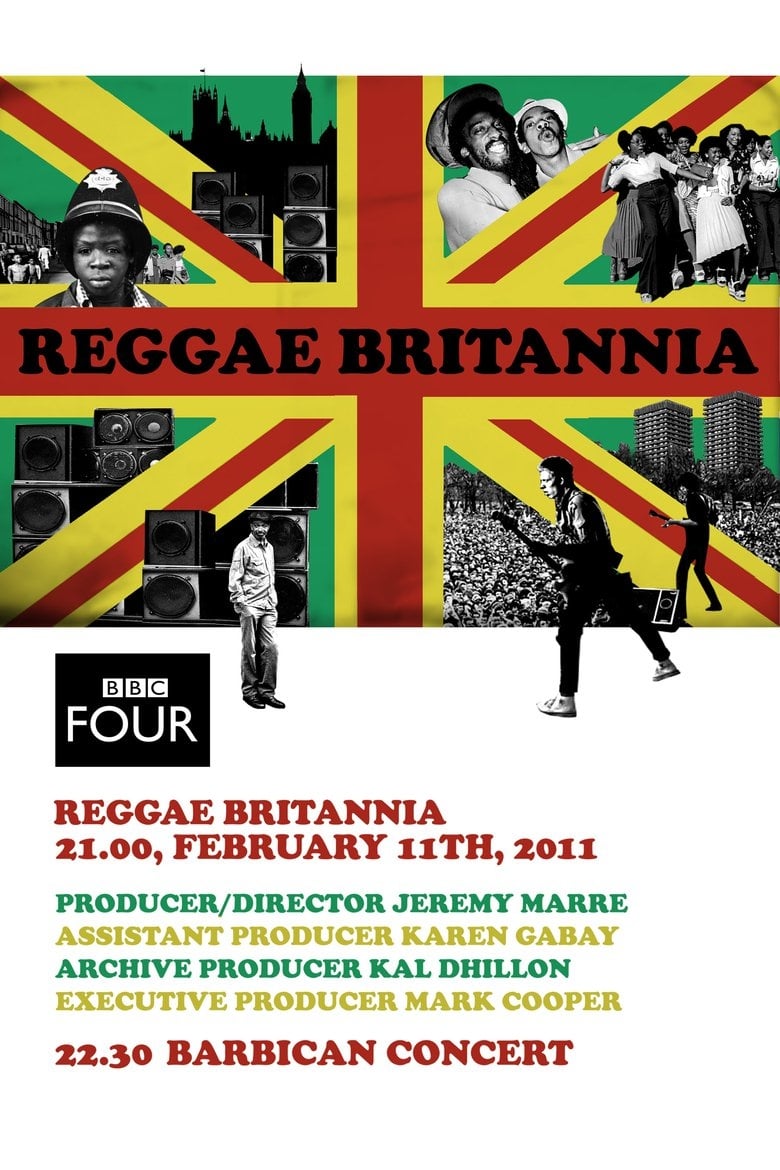 REGGAE BRITANNIA
BBC
FOUR
REGGAE BRITANNIA
21.00, FEBRUARY 11TH, 2011
PRODUCER/DIRECTOR JEREMY MARRE
ASSISTANT PRODUCER KAREN GABAY
ARCHIVE PRODUCER KAL DHILLON
EXECUTIVE PRODUCER MARK COOPER
22.30 BARBICAN CONCERT